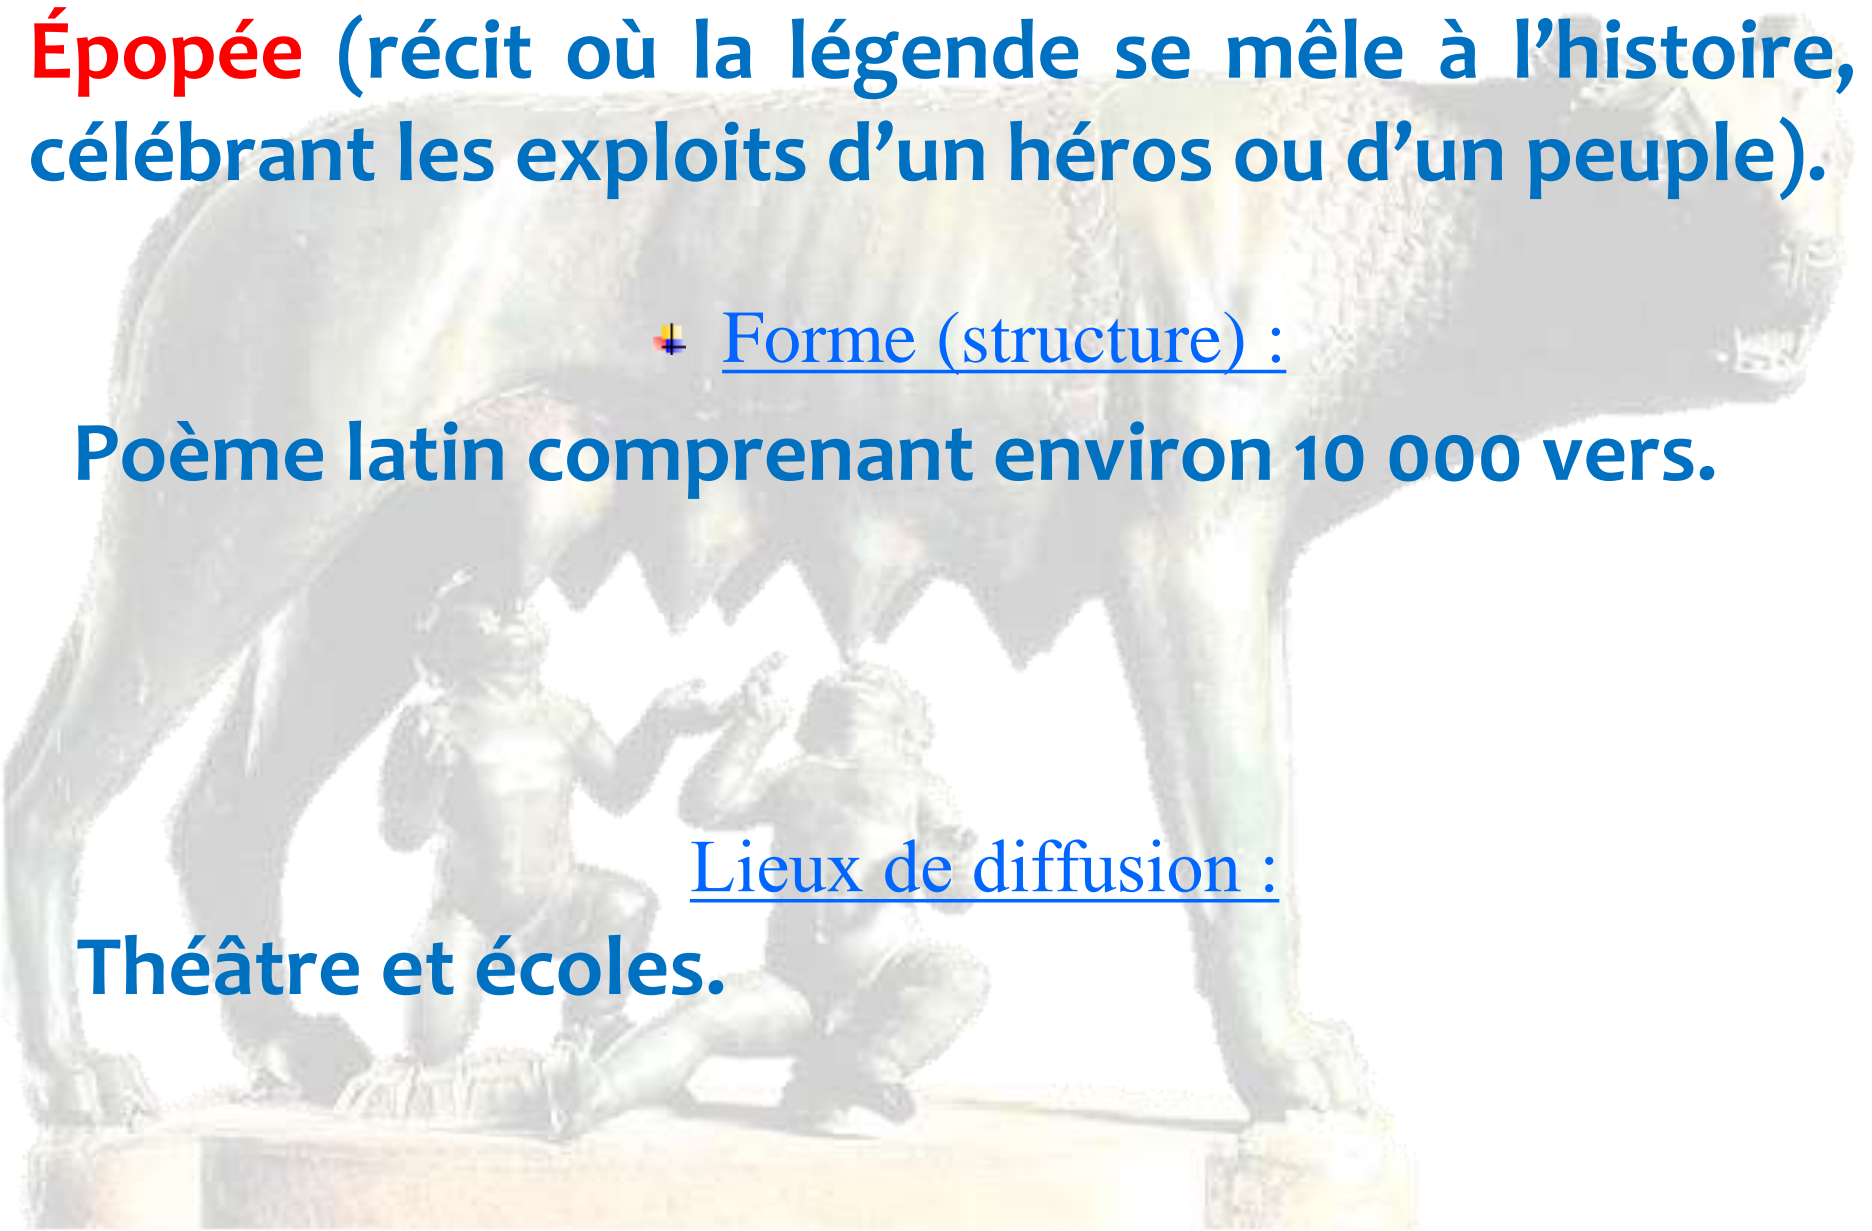 Épopée (récit où la légende se mêle à l’histoire,
célébrant les exploits d’un héros ou d’un peuple).
Forme (structure) :
Poème latin comprenant environ 10 000 vers.
Lieux de diffusion :
Théâtre et écoles.